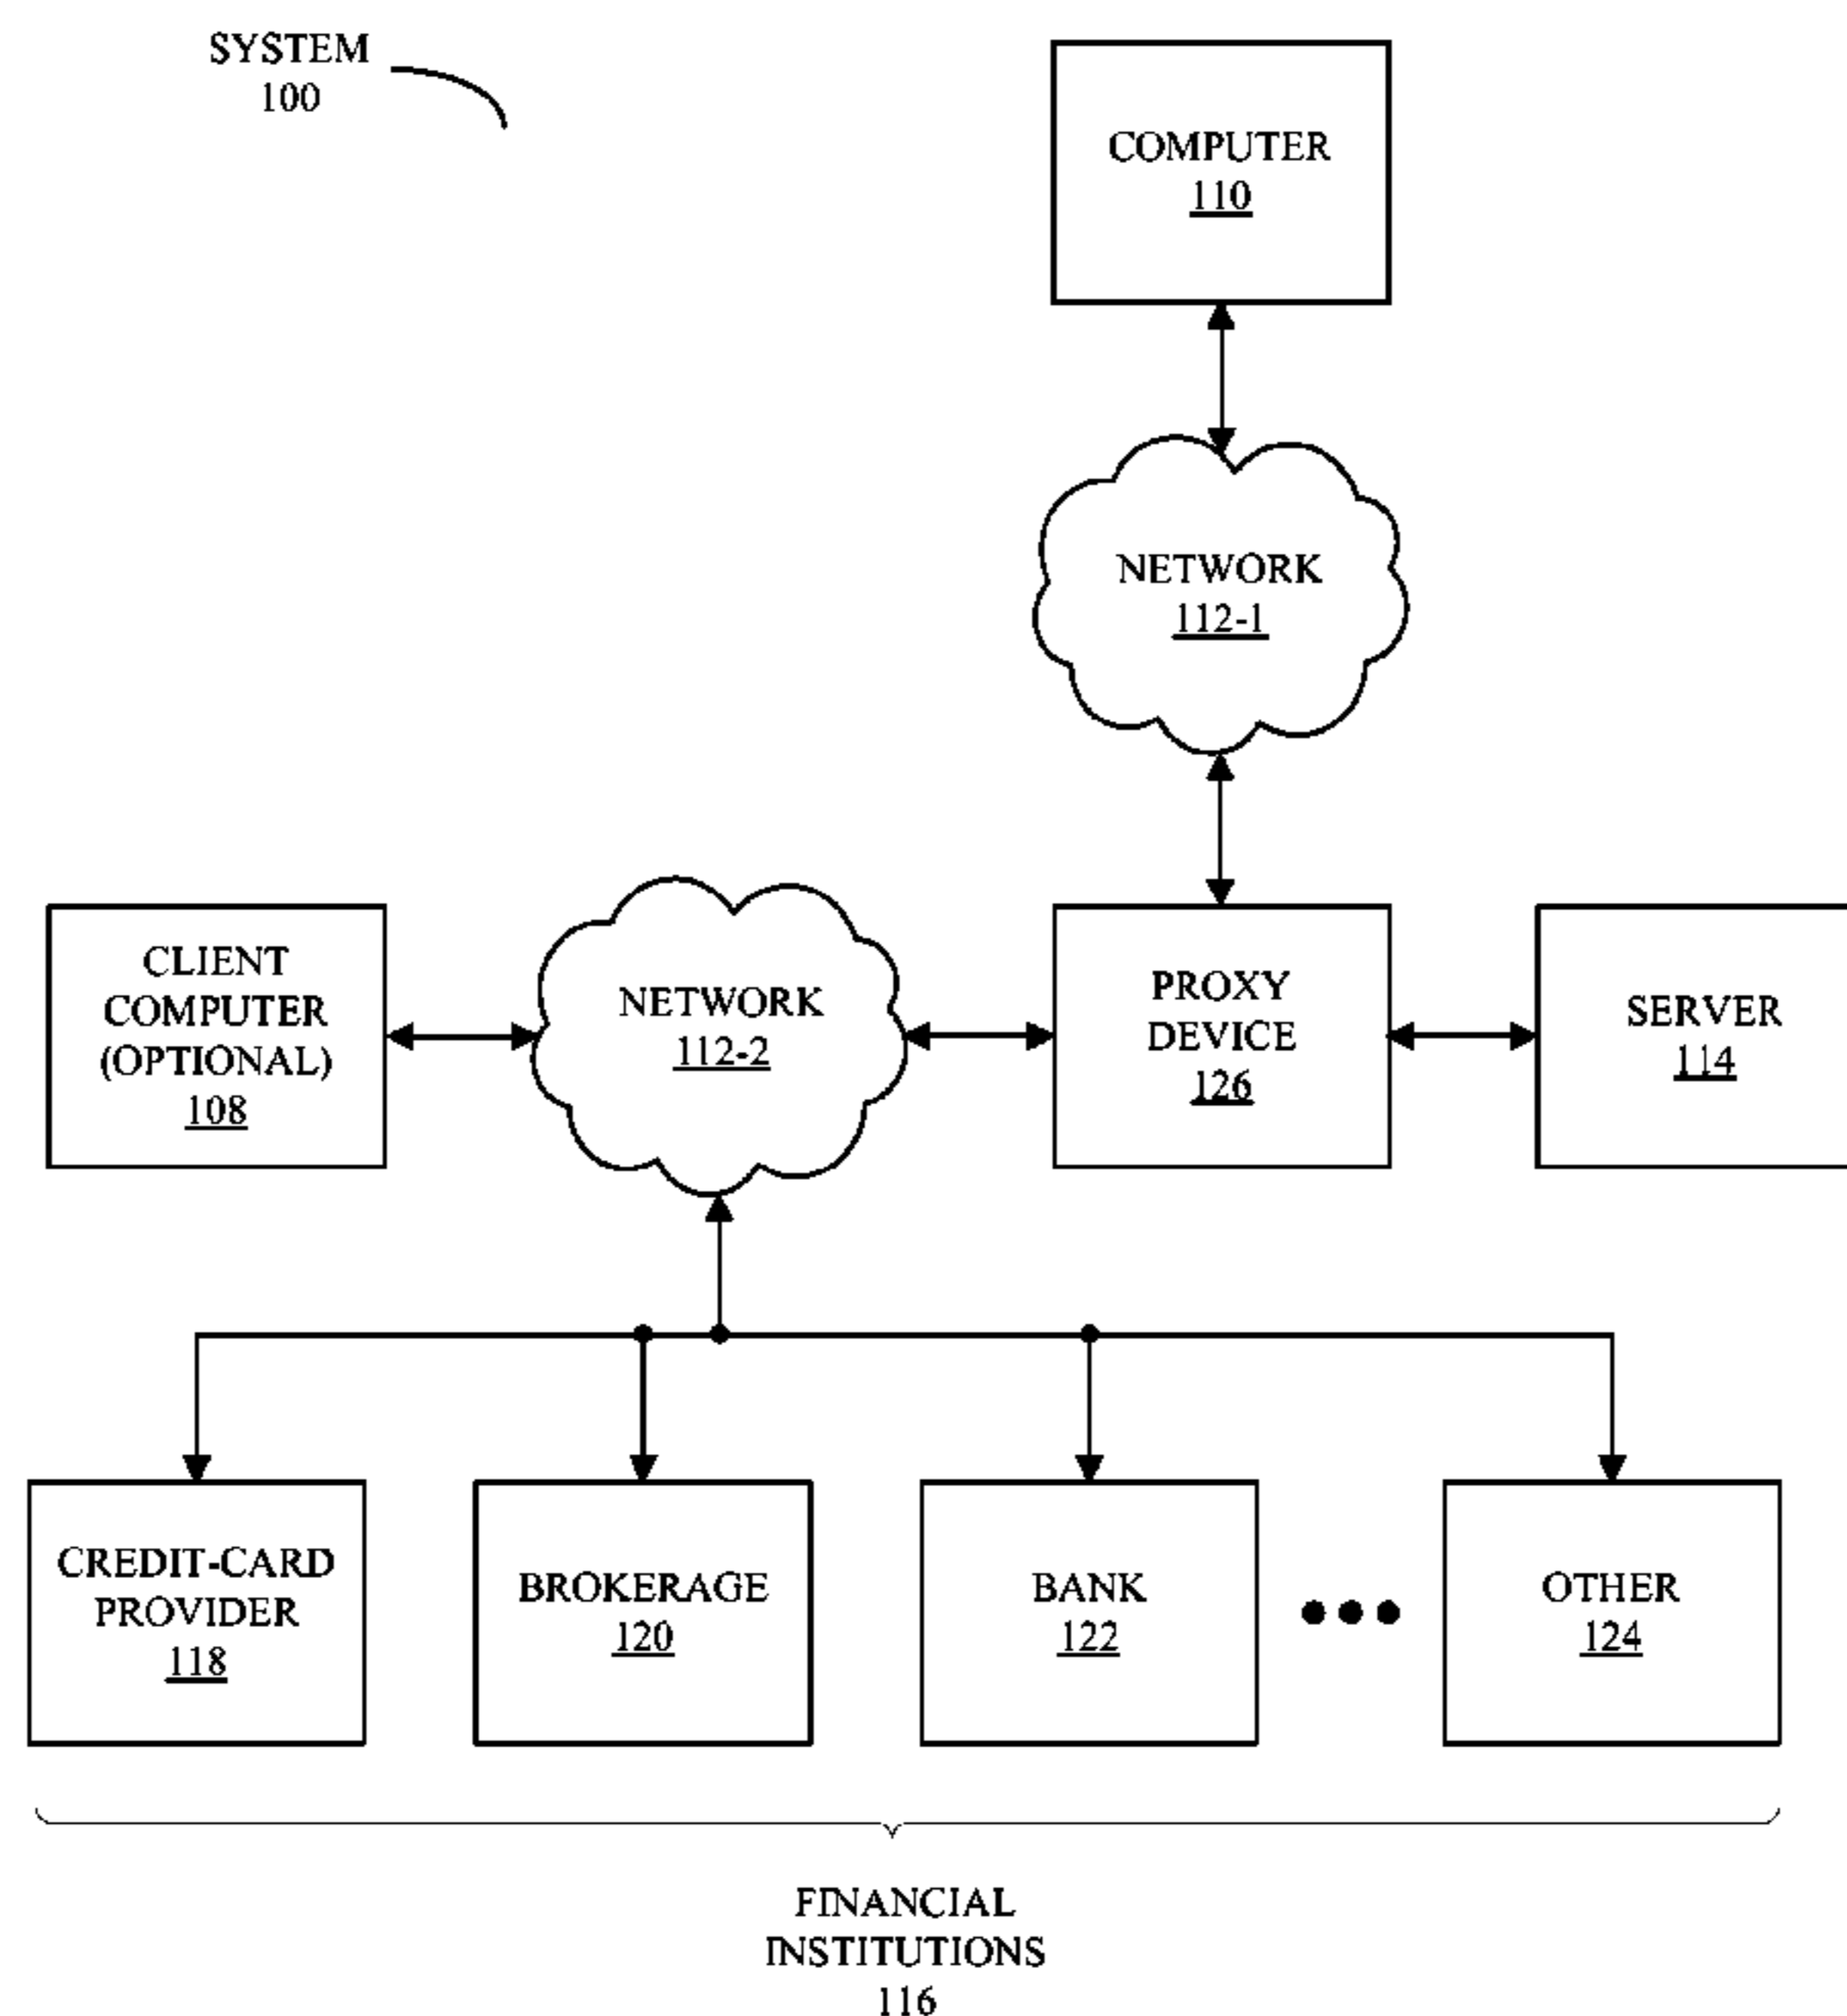 SYSTEM
100
COMPUTER
110
NETWORK
112-1
CLIENT
COMPUTER
(OPTIONAL)
108
NETWORK
112-2
PROXY
DEVICE
126
SERVER
114
CREDIT-CARD
PROVIDER
118
BROKERAGE
120
BANK
122
OTHER
124
FINANCIAL
INSTITUTIONS
116